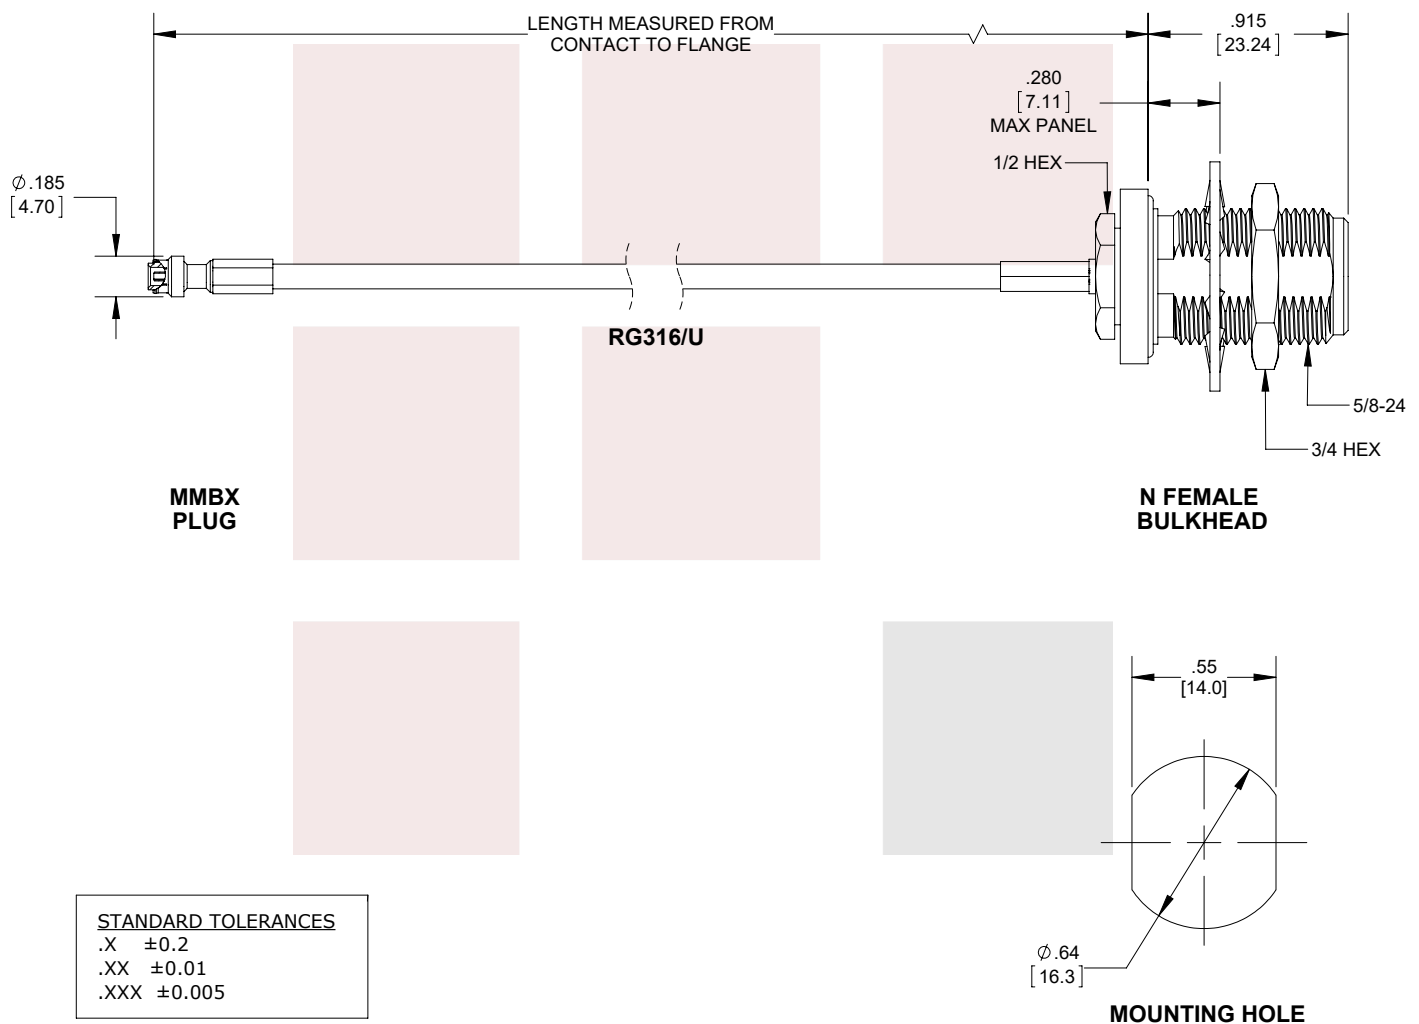 LENGTH MEASURED FROM
CONTACT TO FLANGE
.915
[23.24]
.280
[7.11]
MAX PANEL
1/2 HEX
Ø.185
[4.70]
RG316/U
5/8-24
3/4 HEX
MMBX
PLUG
N FEMALE
BULKHEAD
.55
[14.0]
STANDARD TOLERANCES
.X ±0.2
.XX ±0.01
.XXX ±0.005
Ø.64
[16.3]
MOUNTING HOLE